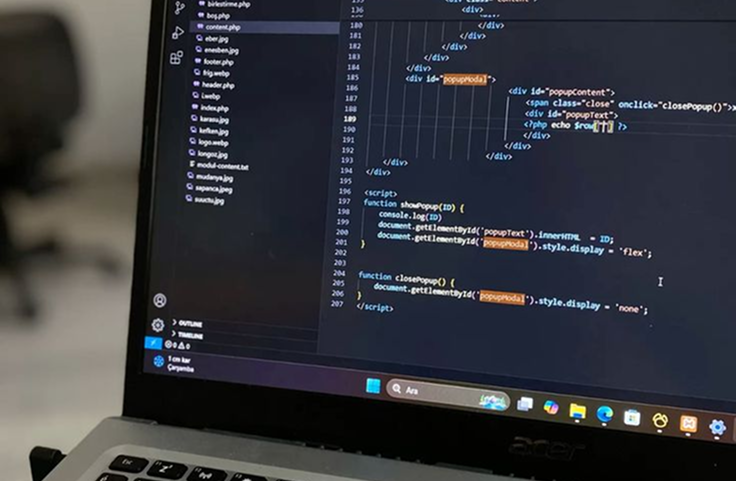 birlestirme.php
boş.php
content.php
eber.jpg
enesben.jpg
footer.php
frig.webp
header.php
i.webp
index.php
karasu.jpg
kefken.jpg
logo.webp
longoz.jpg
modul-content.txt
mudanya.jpg
sapanca.jpeg
suuctu.jpg
OUTLINE
TIMELINE
0 0
1 cm kar
Çarşamba
<div>
180 </div>
181 </div>
182 </div>
183 </div>
184 </div>
185 <div id="popupModal">
186 <div id="popupContent">
187 <span class="close" onclick="closePopup()">
188 <div id="popupText">
189 <?php echo $row[""] ?>
190 </div>
191 </div>
192 </div>
193 </div>
194 </div>
195
196 <script>
197 function showPopup(ID) {
198 console.log(ID)
199 document.getElementById('popupText').innerHTML = ID;
200 document.getElementById('popupModal').style.display = 'flex';
201 }
202
203
204 function closePopup() {
205 document.getElementById('popupModal').style.display = 'none';
206 }
207 </script>
Ara
acer
Esc